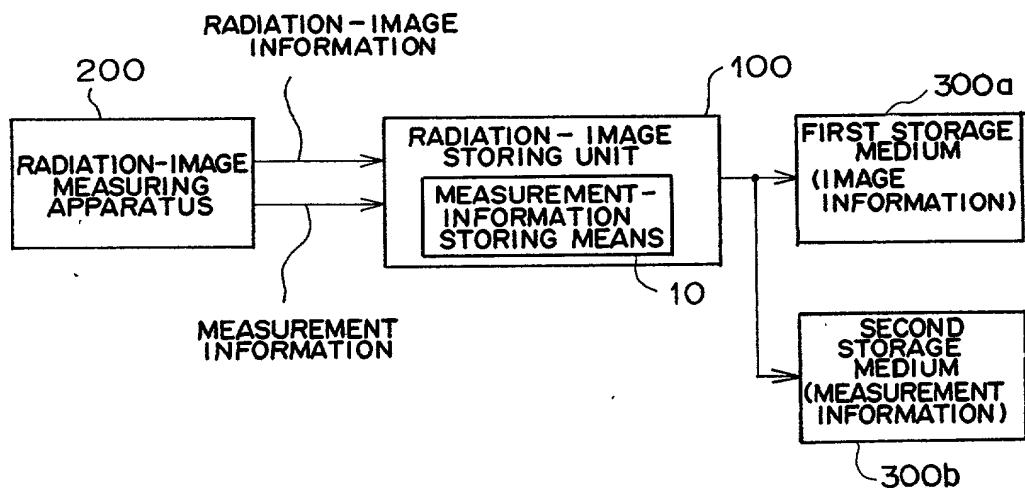 RADIATION-IMAGE
INFORMATION
200
100
300a
RADIATION-IMAGE
MEASURING
APPARATUS
RADIATION-IMAGE
STORING UNIT
MEASUREMENT-
INFORMATION
STORING MEANS
10
FIRST STORAGE
MEDIUM
(IMAGE
INFORMATION)
MEASUREMENT
INFORMATION
SECOND
STORAGE
MEDIUM
(MEASUREMENT
INFORMATION)
300b